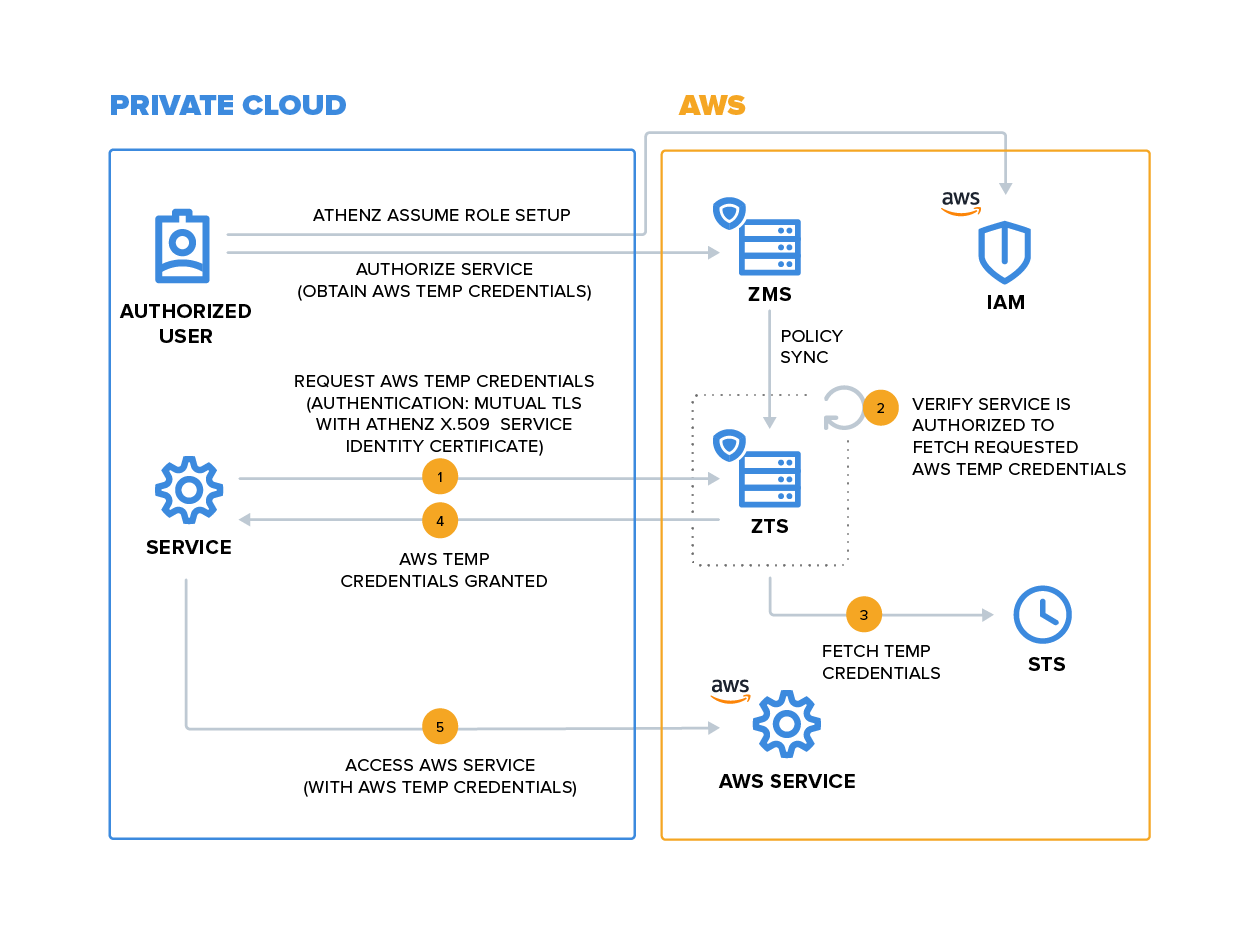 PRIVATE CLOUD
AWS
ATHENZ ASSUME ROLE SETUP
AUTHORIZE SERVICE
(OBTAIN AWS TEMP CREDENTIALS)
AUTHORIZED
USER
ZMS
aws
IAM
POLICY
SYNC
REQUEST AWS TEMP CREDENTIALS
(AUTHENTICATION: MUTUAL TLS
WITH ATHENZ X.509 SERVICE
IDENTITY CERTIFICATE)
1
2
VERIFY SERVICE IS
AUTHORIZED TO
FETCH REQUESTED
AWS TEMP CREDENTIALS
SERVICE
4
ZTS
AWS TEMP
CREDENTIALS GRANTED
3
FETCH TEMP
CREDENTIALS
STS
5
ACCESS AWS SERVICE
(WITH AWS TEMP CREDENTIALS)
aws
AWS SERVICE